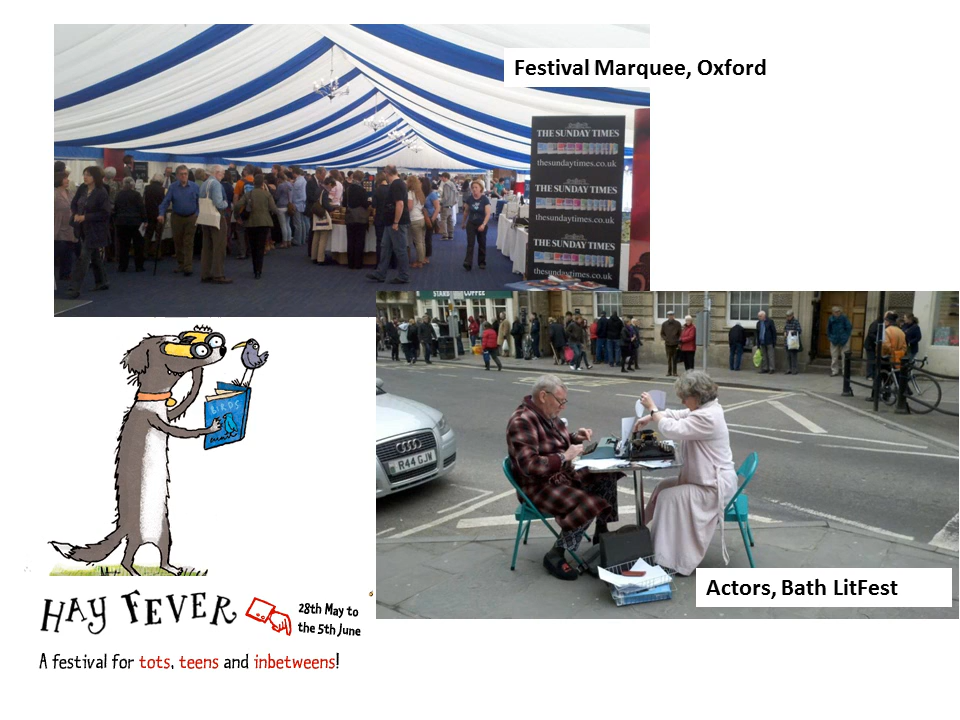 Festival Marquee, Oxford
THE SUNDAY TIMES
thesundaytimes.co.uk
THE SUNDAY TIMES
thesundaytimes.co.uk
THE SUNDAY TIMES
thesundaytimes.co.uk
COFFEE
BIRDS
R44 GJW
Actors, Bath LitFest
HAY FEVER
28th May to
the 5th June
A festival for tots, teens and inbetweens!